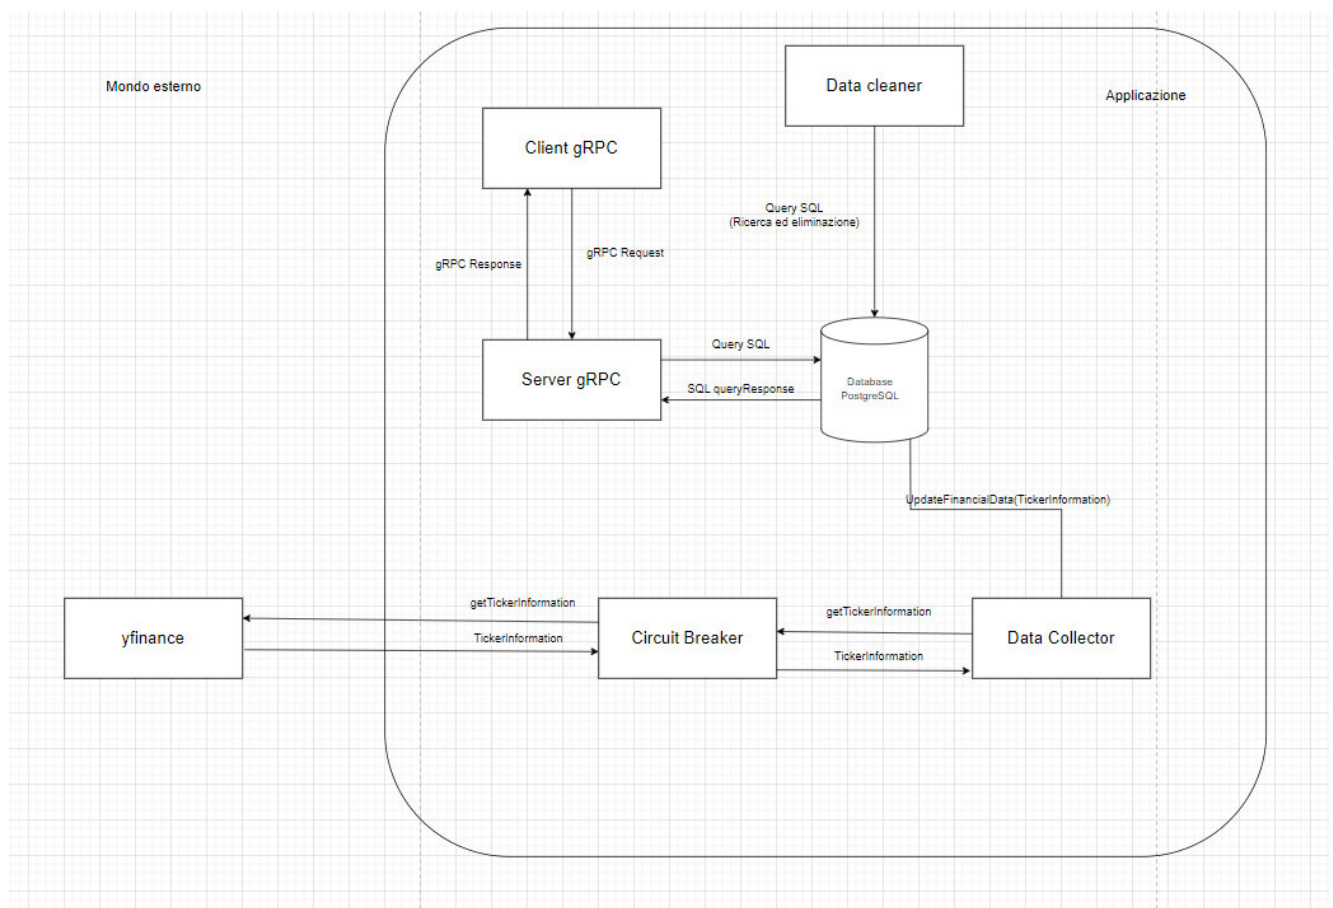 Mondo esterno
Data cleaner
Applicazione
Client gRPC
Query SQL
(Ricerca ed eliminazione)
gRPC Response
gRPC Request
Server gRPC
Query SQL
SQL queryResponse
Database
PostgreSQL
UpdateFinancialData(TickerInformation)
yfinance
getTickerInformation
TickerInformation
Circuit Breaker
getTickerInformation
TickerInformation
Data Collector